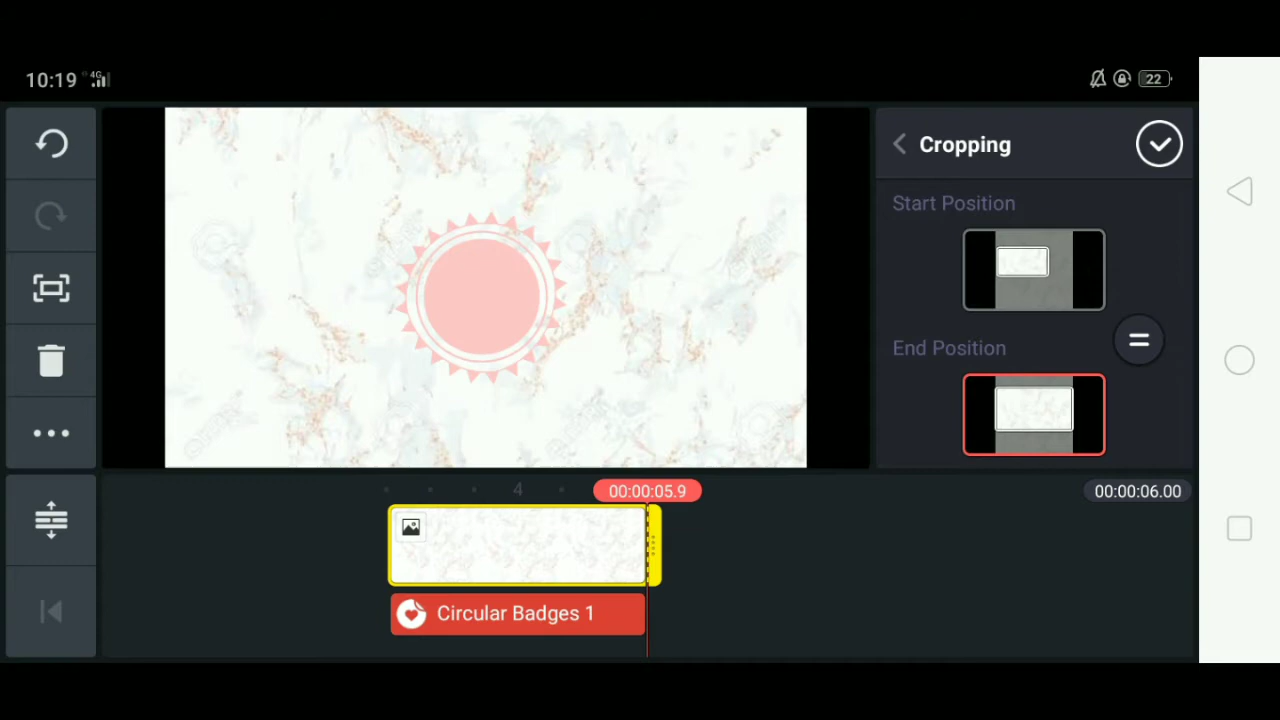 10:19 4G
22
Cropping
Start Position
End Position
4
00:00:05.9
00:00:06.00
Circular Badges 1